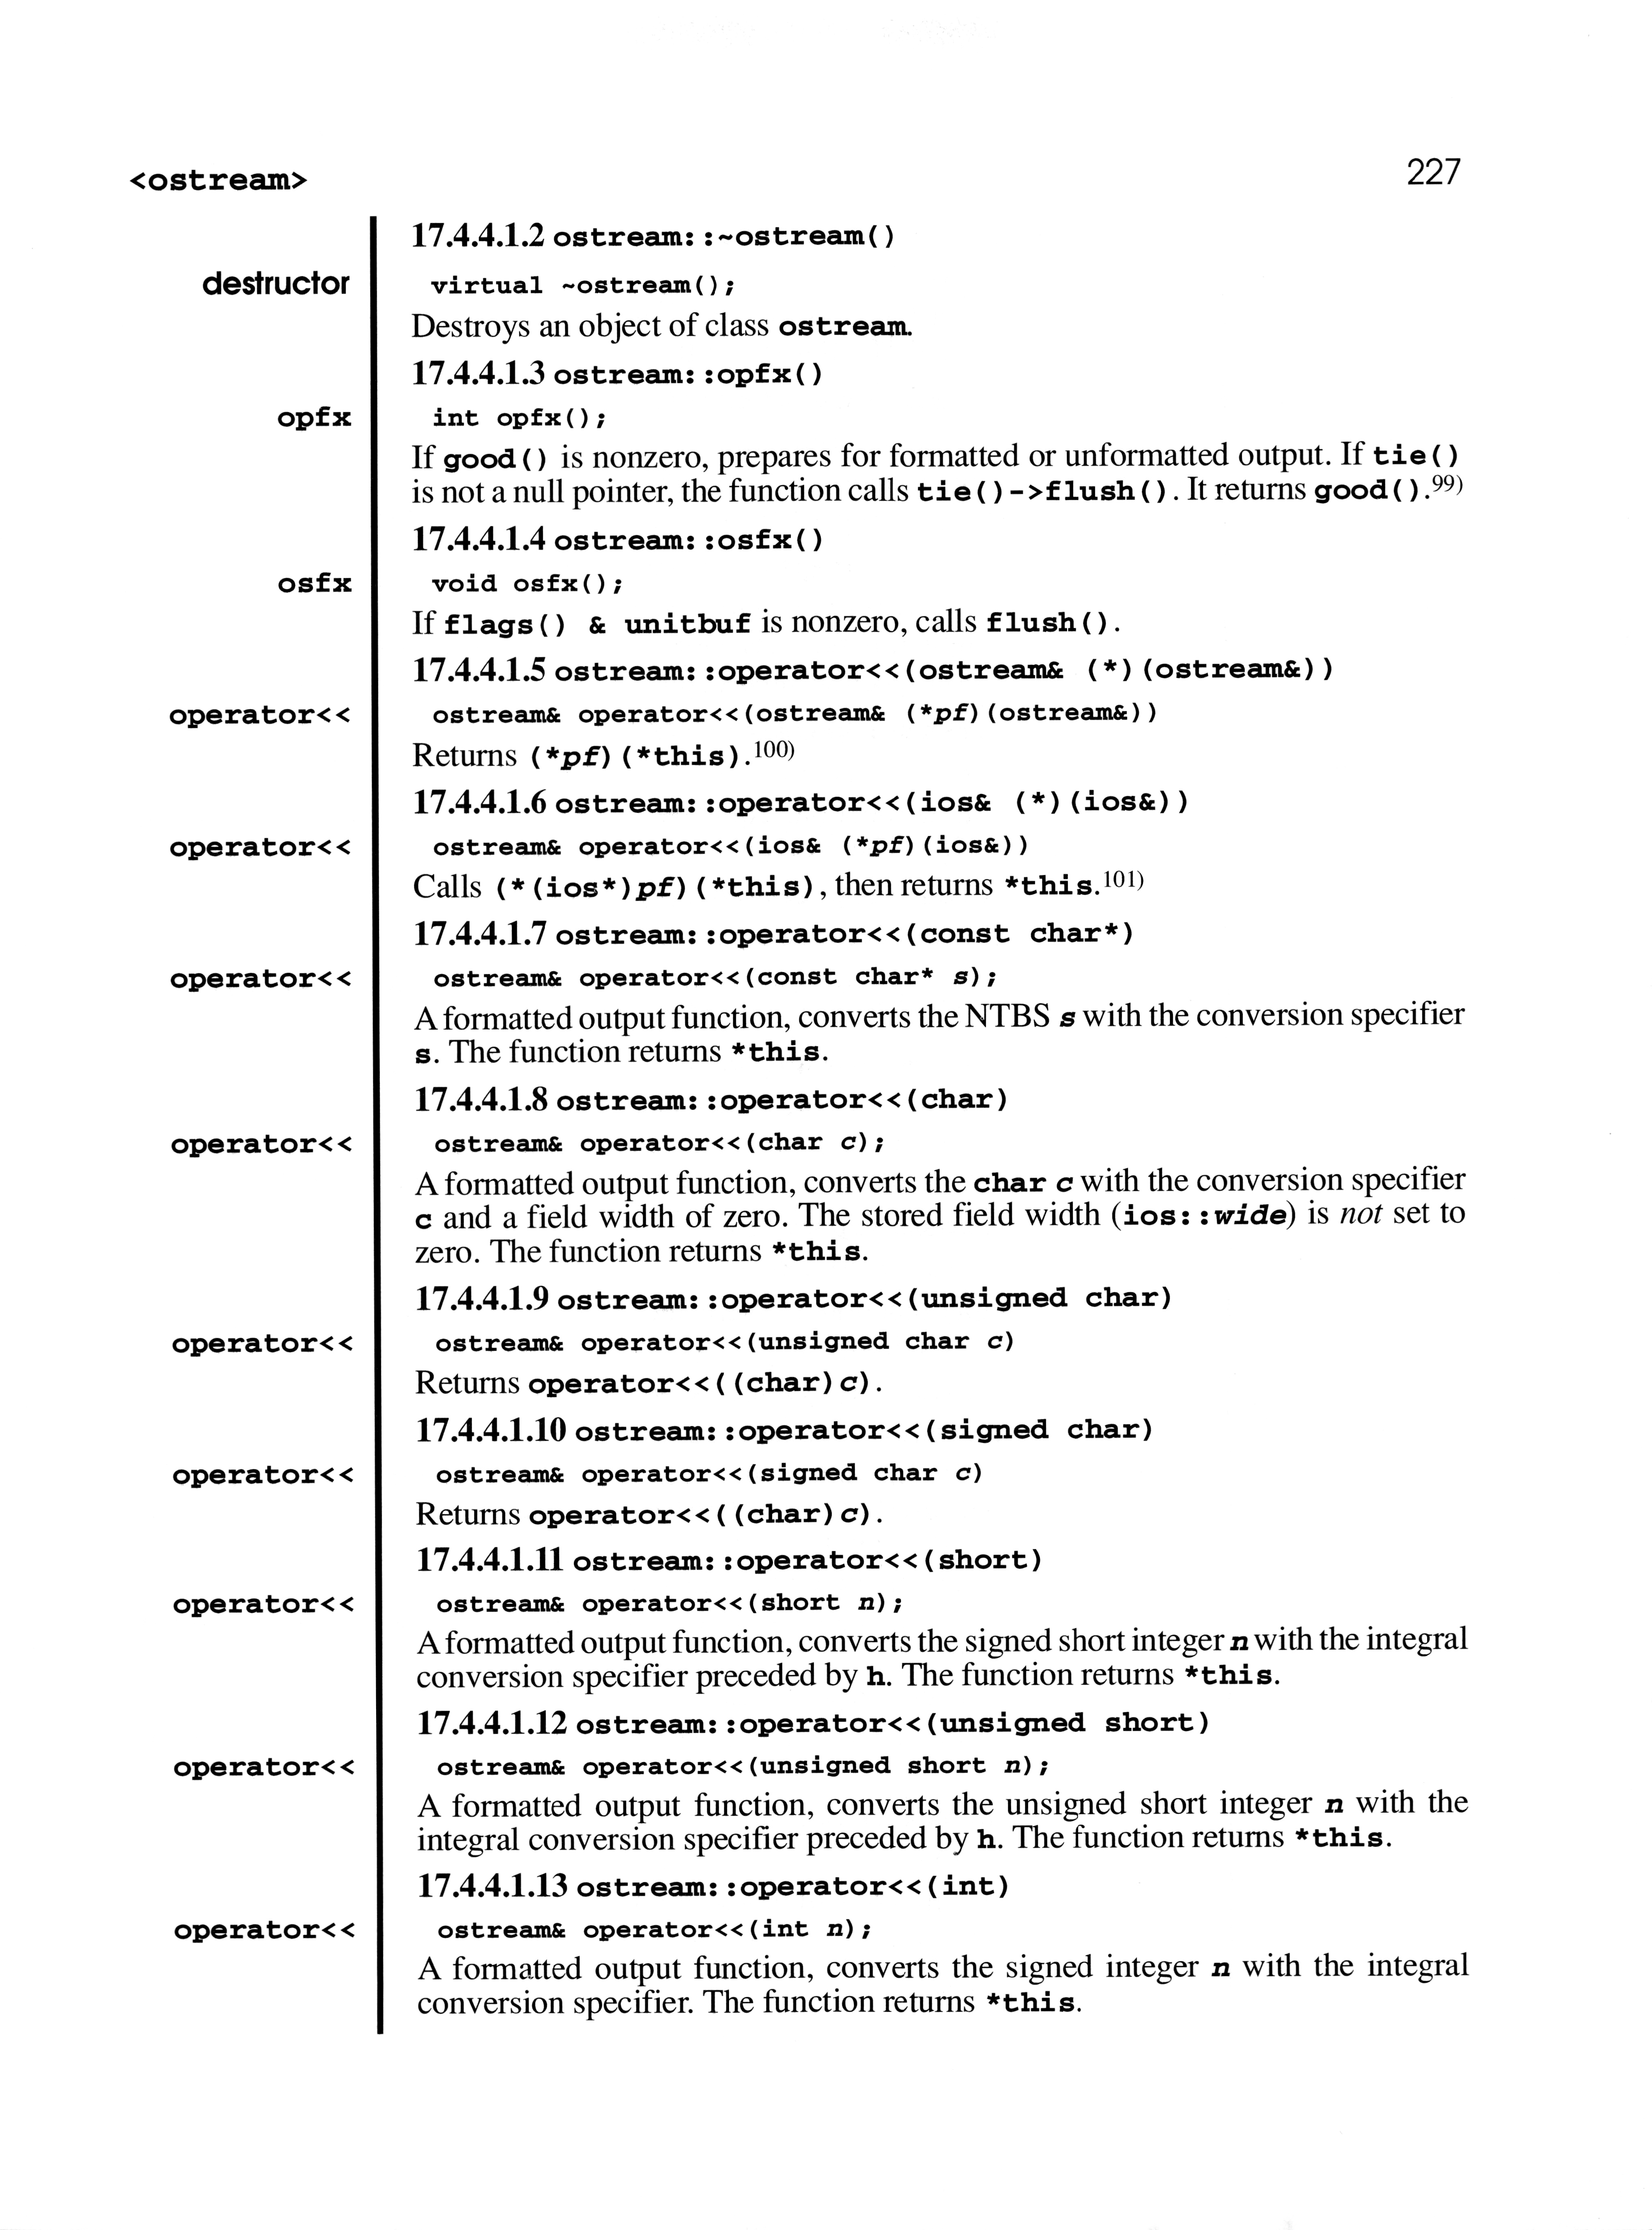 <ostream>
227
17.4.4.1.2 ostream::~ostream()
destructor
virtual ~ostream();
Destroys an object of class ostream.
17.4.4.1.3 ostream::opfx()
opfx
int opfx();
If good() is nonzero, prepares for formatted or unformatted output. If tie()
is not a null pointer, the function calls tie()->flush(). It returns good().99)
17.4.4.1.4 ostream::osfx()
osfx
void osfx();
If flags() & unitbuf is nonzero, calls flush().
17.4.4.1.5 ostream::operator<<(ostream& (*)(ostream&))
operator<<
ostream& operator<<(ostream& (*pf)(ostream&))
Returns (*pf)(*this).100)
17.4.4.1.6 ostream::operator<<(ios& (*)(ios&))
operator<<
ostream& operator<<(ios& (*pf)(ios&))
Calls (*(ios*)pf)(*this), then returns *this.101)
17.4.4.1.7 ostream::operator<<(const char*)
operator<<
ostream& operator<<(const char* s);
A formatted output function, converts the NTBS s with the conversion specifier
s. The function returns *this.
17.4.4.1.8 ostream::operator<<(char)
operator<<
ostream& operator<<(char c);
A formatted output function, converts the char c with the conversion specifier
c and a field width of zero. The stored field width (ios::wide) is not set to
zero. The function returns *this.
17.4.4.1.9 ostream::operator<<(unsigned char)
operator<<
ostream& operator<<(unsigned char c)
Returns operator<<((char)c).
17.4.4.1.10 ostream::operator<<(signed char)
operator<<
ostream& operator<<(signed char c)
Returns operator<<((char)c).
17.4.4.1.11 ostream::operator<<(short)
operator<<
ostream& operator<<(short n);
A formatted output function, converts the signed short integer n with the integral
conversion specifier preceded by h. The function returns *this.
17.4.4.1.12 ostream::operator<<(unsigned short)
operator<<
ostream& operator<<(unsigned short n);
A formatted output function, converts the unsigned short integer n with the
integral conversion specifier preceded by h. The function returns *this.
17.4.4.1.13 ostream::operator<<(int)
operator<<
ostream& operator<<(int n);
A formatted output function, converts the signed integer n with the integral
conversion specifier. The function returns *this.